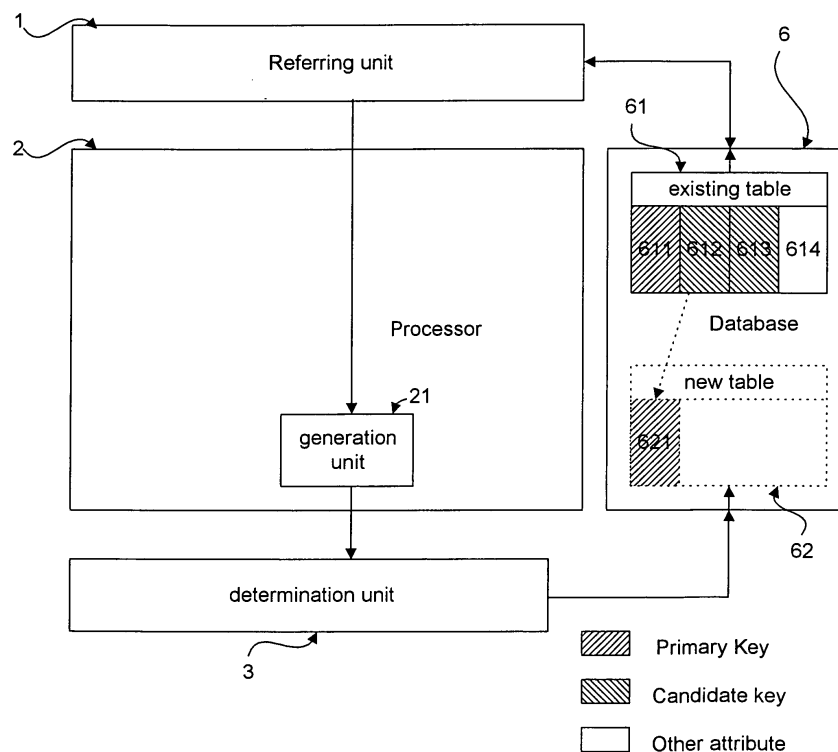 1
Referring unit
6
2
61
existing table
611 612 613 614
Processor
Database
21
new table
generation
unit
621
62
determination unit
3
Primary Key
Candidate key
Other attribute